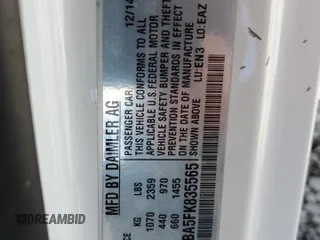 MFD BY DAIMLER AG
12/14
PASSENGER CAR
THIS VEHICLE CONFORMS TO ALL
APPLICABLE U.S. FEDERAL MOTOR
VEHICLE SAFETY BUMPER AND THEFT
PREVENTION STANDARDS IN EFFECT
ON THE DATE OF MANUFACTURE
SHOWN ABOVE
LU:EN3 LO:EAZ
KG LBS
1070 2359
440 970
660 1455
BA5FK835565
DREAMBID